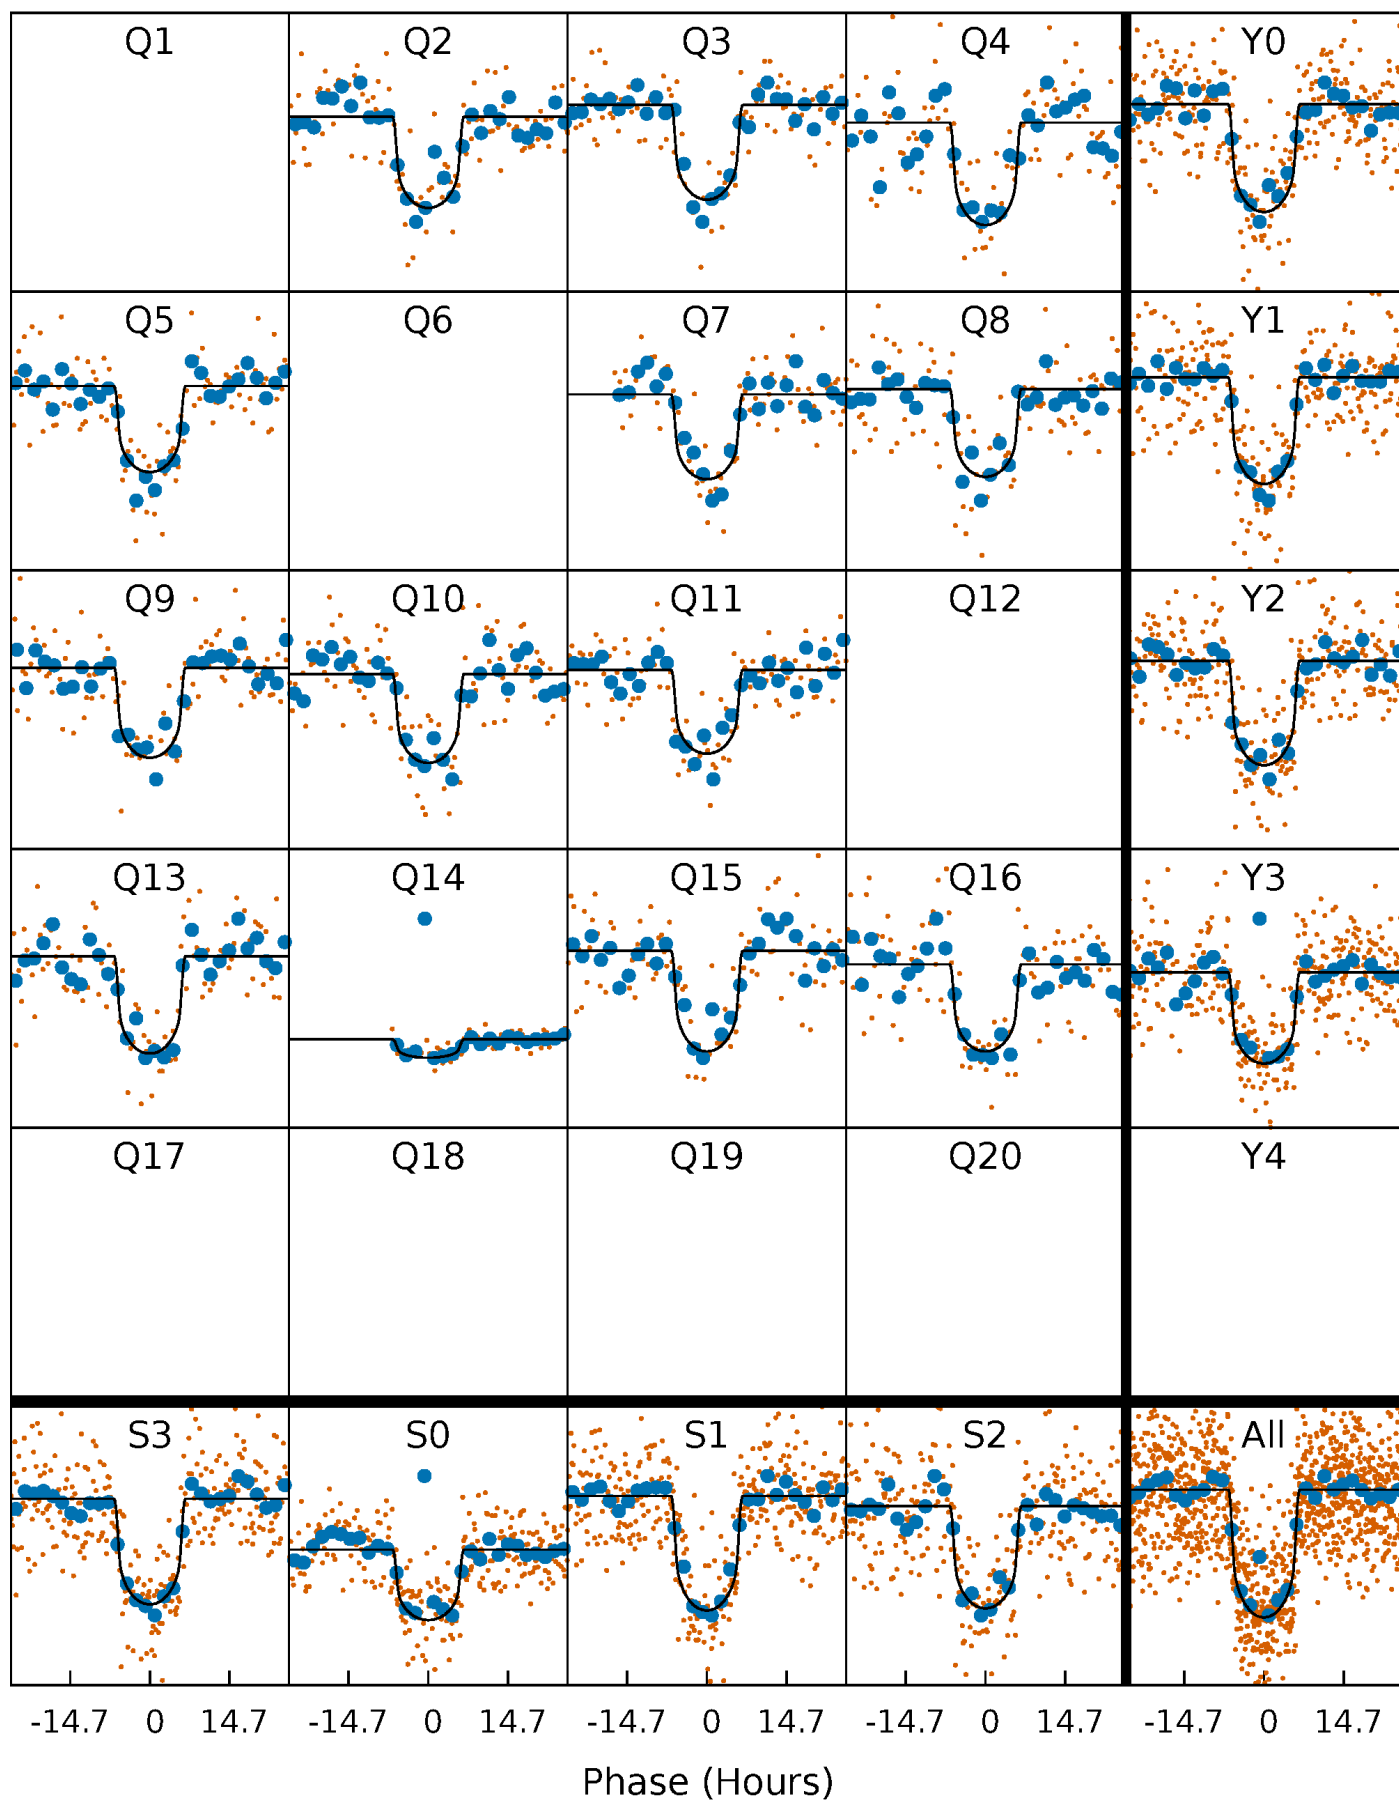 Q1 Q2 Q3 Q4 Y0
Q5 Q6 Q7 Q8 Y1
Q9 Q10 Q11 Q12 Y2
Q13 Q14 Q15 Q16 Y3
Q17 Q18 Q19 Q20 Y4
S3 S0 S1 S2 All
-14.7 0 14.7 -14.7 0 14.7 -14.7 0 14.7 -14.7 0 14.7 -14.7 0 14.7
Phase (Hours)